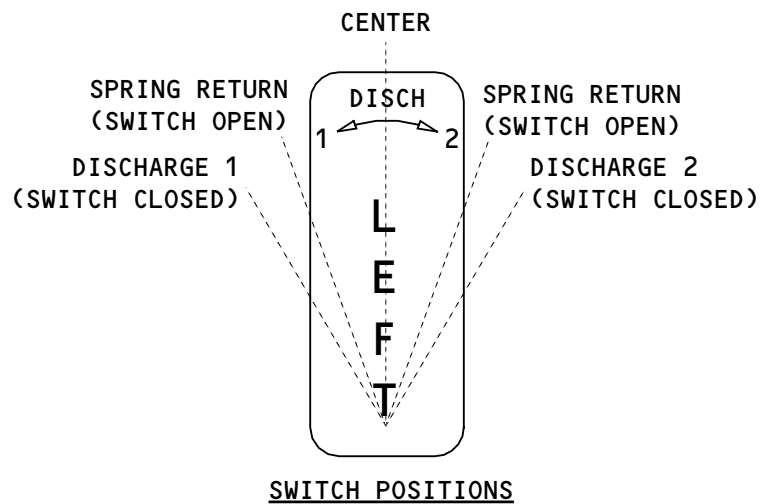 CENTER
SPRING RETURN
(SWITCH OPEN)
DISCH
SPRING RETURN
(SWITCH OPEN)
1
2
DISCHARGE 1
(SWITCH CLOSED)
DISCHARGE 2
(SWITCH CLOSED)
L
E
F
T
SWITCH POSITIONS